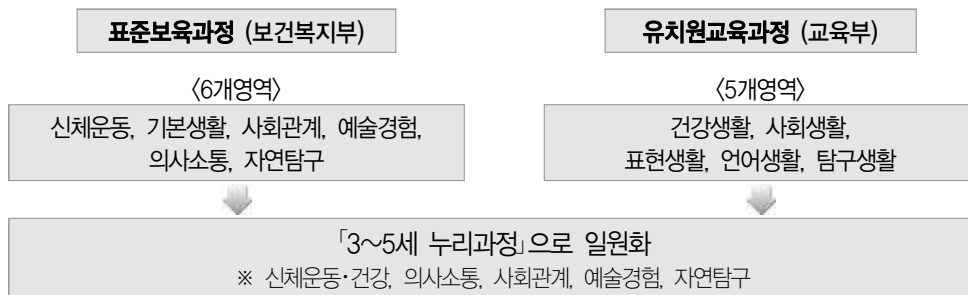 표준보육과정 (보건복지부)
유치원교육과정 (교육부)
〈6개영역〉
〈5개영역〉
신체운동, 기본생활, 사회관계, 예술경험,
의사소통, 자연탐구
건강생활, 사회생활,
표현생활, 언어생활, 탐구생활
「3~5세 누리과정」으로 일원화
※ 신체운동·건강, 의사소통, 사회관계, 예술경험, 자연탐구